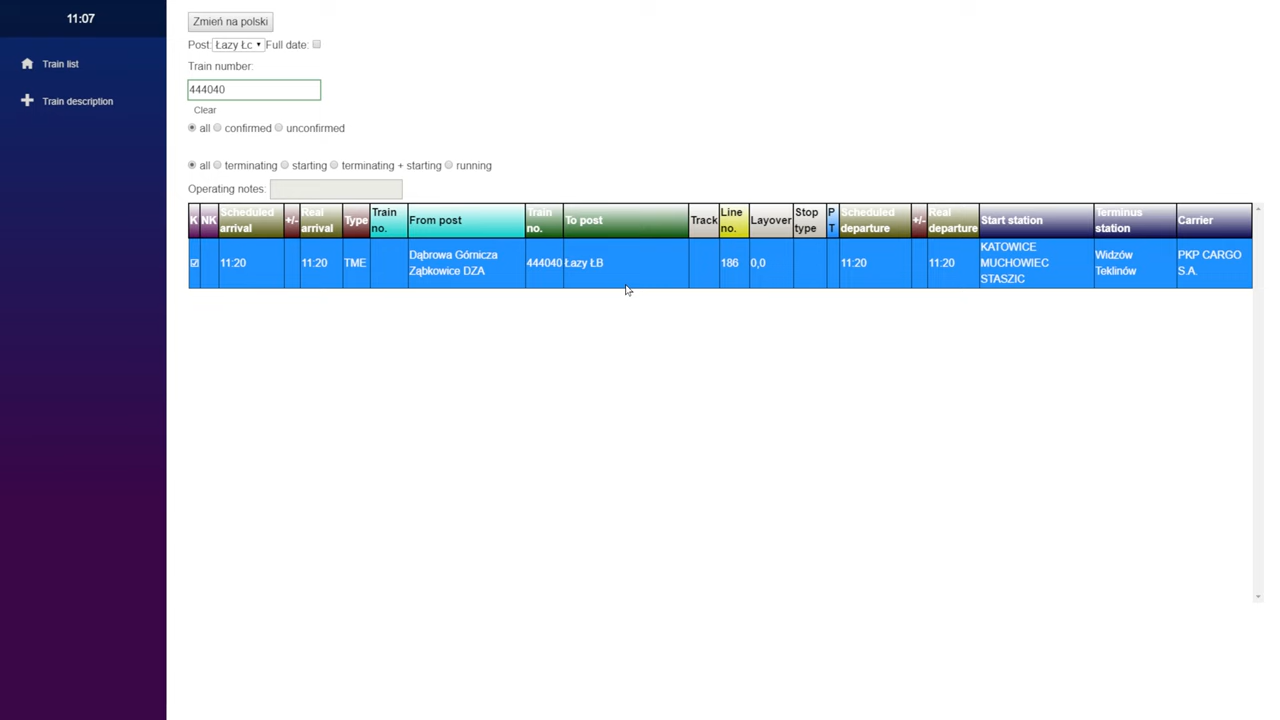 11:07
Train list
Train description
Zmień na polski
Post: Łazy Łc Full date:
Train number:
444040
Clear
all confirmed unconfirmed
all terminating starting terminating + starting running
Operating notes:
K NK Scheduled arrival +/- Real arrival Type Train no. From post Train no. To post Track Line no. Layover Stop type P T Scheduled departure +/- Real departure Start station Terminus station Carrier
11:20 11:20 TME Dąbrowa Górnicza Ząbkowice DZA 444040 Łazy ŁB 186 0,0 11:20 11:20 KATOWICE MUCHOWIEC STASZIC Widzów Teklinów PKP CARGO S.A.